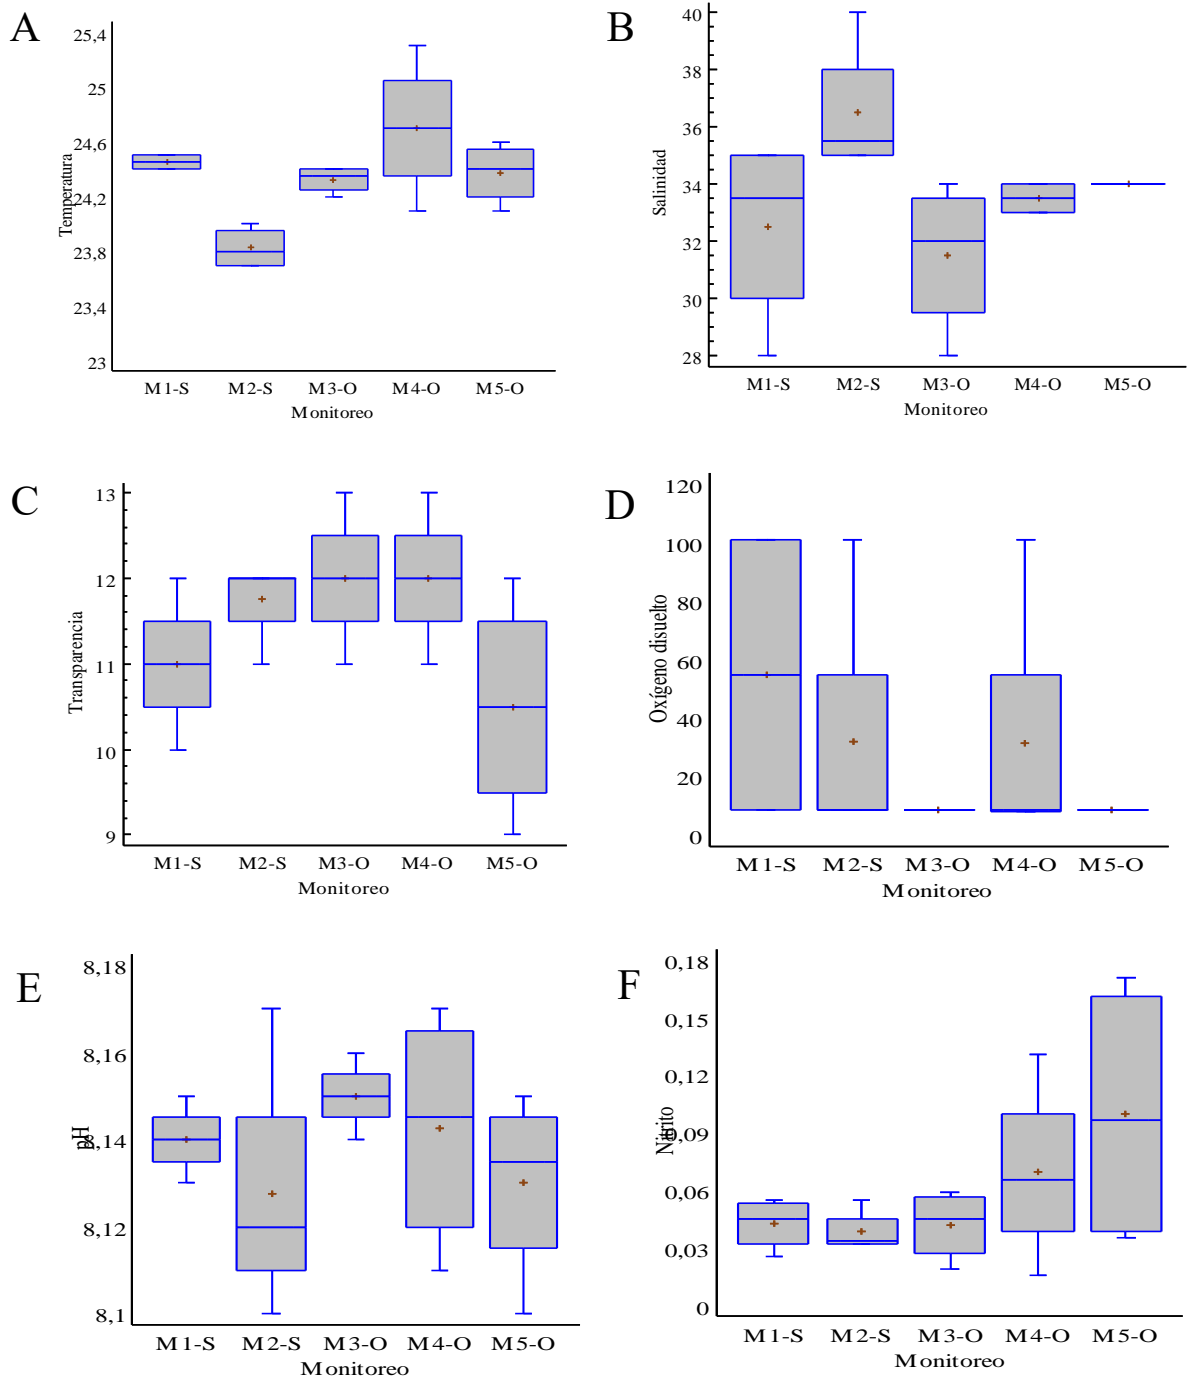 A
Temperatura
25,4
25
24,6
24,2
23,8
23,4
23
M1-S M2-S M3-O M4-O M5-O
Monitoreo
B
Salinidad
40
38
36
34
32
30
28
M1-S M2-S M3-O M4-O M5-O
Monitoreo
C
Transparencia
13
12
11
10
9
M1-S M2-S M3-O M4-O M5-O
Monitoreo
D
Oxígeno disuelto
120
100
80
60
40
20
0
M1-S M2-S M3-O M4-O M5-O
Monitoreo
E
pH
8,18
8,16
8,14
8,12
8,1
M1-S M2-S M3-O M4-O M5-O
Monitoreo
F
Nitrito
0,18
0,15
0,12
0,09
0,06
0,03
0
M1-S M2-S M3-O M4-O M5-O
Monitoreo